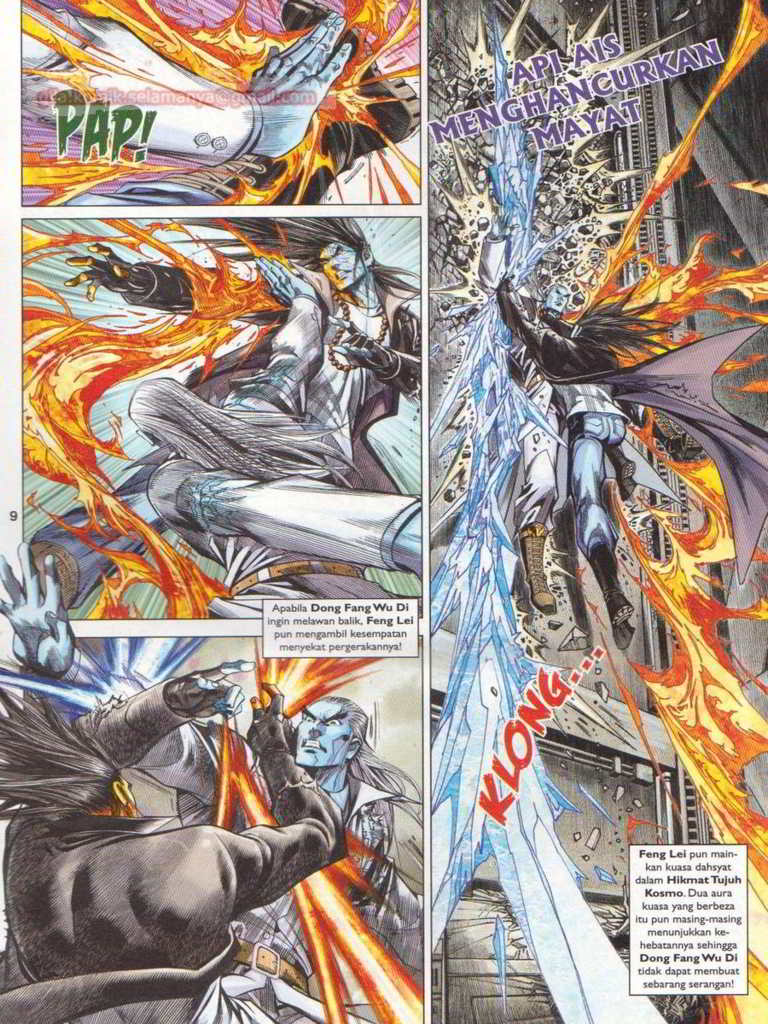 PAP!
API AIS
MENGHANCURKAN
MAYAT
9
Apabila Dong Fang Wu Di
ingin melawan balik, Feng Lei
pun mengambil kesempatan
menyekat pergerakannya!
KLONG...
Feng Lei pun main-
kan kuasa dahsyat
dalam Hikmat Tujuh
Kosmo. Dua aura
kuasa yang berbeza
itu pun masing-masing
menunjukkan ke-
hebatannya sehingga
Dong Fang Wu Di
tidak dapat membuat
sebarang serangan!